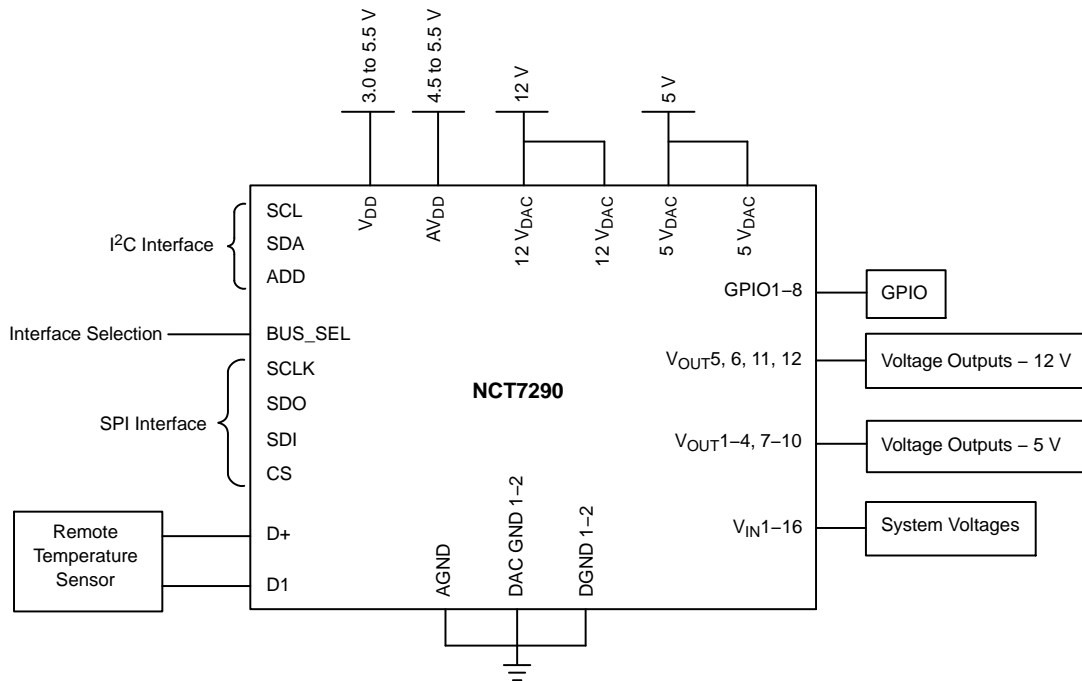 3.0 to 5.5 V
4.5 to 5.5 V
12 V
5 V
VDD
AVDD
12 VDAC
12 VDAC
5 VDAC
5 VDAC
I2C Interface
SCL
SDA
ADD
Interface Selection
BUS_SEL
SPI Interface
SCLK
SDO
SDI
CS
Remote
Temperature
Sensor
D+
D1
NCT7290
GPIO1–8
GPIO
VOUT5, 6, 11, 12
Voltage Outputs – 12 V
VOUT1–4, 7–10
Voltage Outputs – 5 V
VIN1–16
System Voltages
AGND
DAC GND 1–2
DGND 1–2